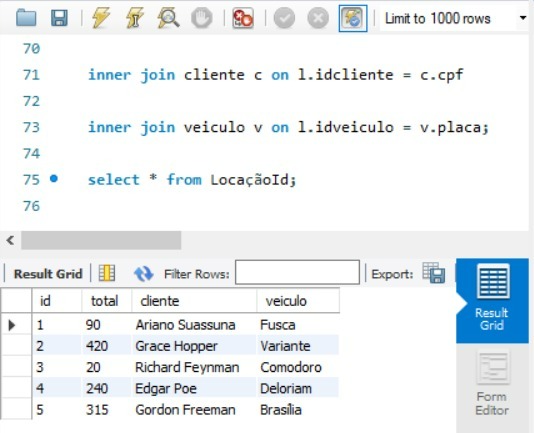 Limit to 1000 rows
70
71 inner join cliente c on l.idcliente = c.cpf
72
73 inner join veiculo v on l.idveiculo = v.placa;
74
75 select * from LocaçãoId;
76
Result Grid Filter Rows: Export:
id total cliente veiculo
1 90 Ariano Suassuna Fusca
2 420 Grace Hopper Variante
3 20 Richard Feynman Comodoro
4 240 Edgar Poe Deloriam
5 315 Gordon Freeman Brasília
Result
Grid
Form
Editor